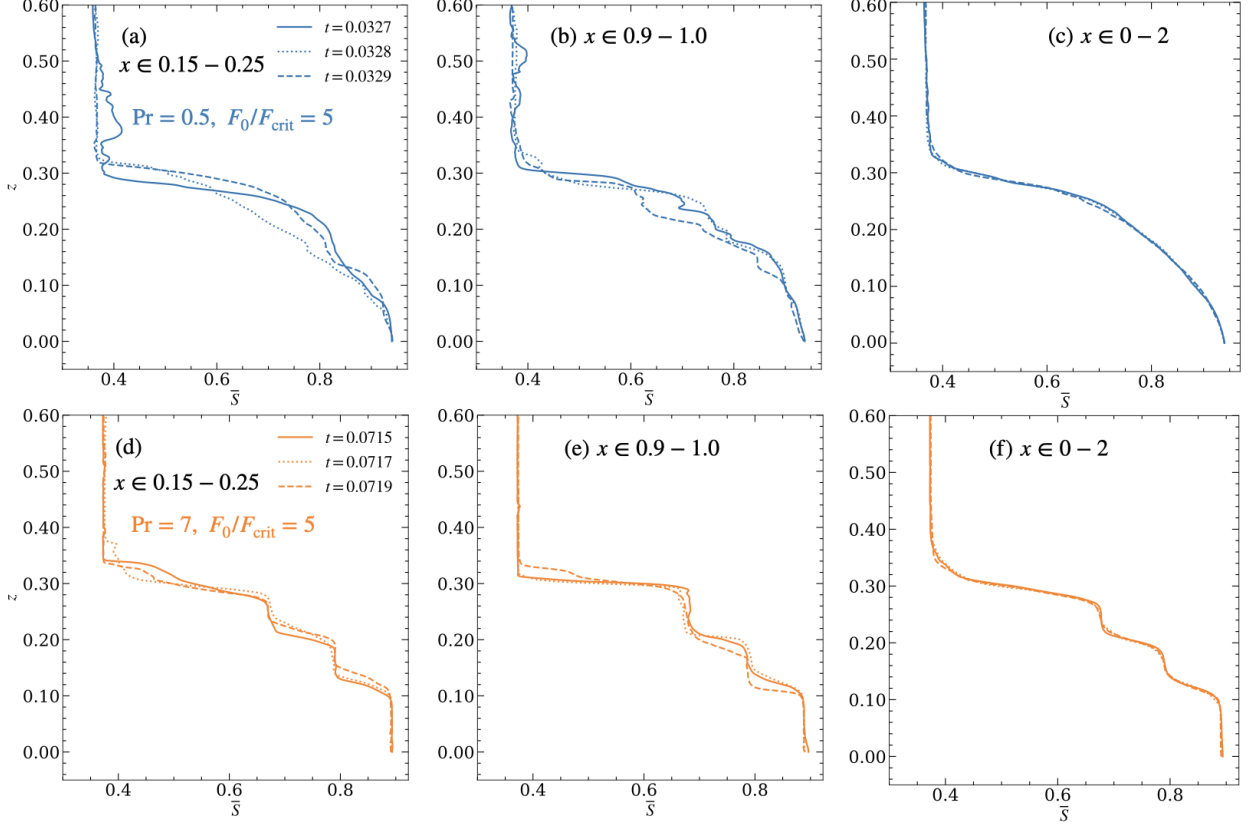 (a)
x ∈ 0.15 − 0.25
t = 0.0327
t = 0.0328
t = 0.0329
Pr = 0.5, F₀/F_crit = 5
0.60
0.50
0.40
0.30
0.20
0.10
0.00
z
0.4 0.6 0.8
S̅
(b) x ∈ 0.9 − 1.0
0.60
0.50
0.40
0.30
0.20
0.10
0.00
0.4 0.6 0.8
S̅
(c) x ∈ 0 − 2
0.60
0.50
0.40
0.30
0.20
0.10
0.00
0.4 0.6 0.8
S̅
(d)
x ∈ 0.15 − 0.25
t = 0.0715
t = 0.0717
t = 0.0719
Pr = 7, F₀/F_crit = 5
0.60
0.50
0.40
0.30
0.20
0.10
0.00
z
0.4 0.6 0.8
S̅
(e) x ∈ 0.9 − 1.0
0.60
0.50
0.40
0.30
0.20
0.10
0.00
0.4 0.6 0.8
S̅
(f) x ∈ 0 − 2
0.60
0.50
0.40
0.30
0.20
0.10
0.00
0.4 0.6 0.8
S̅